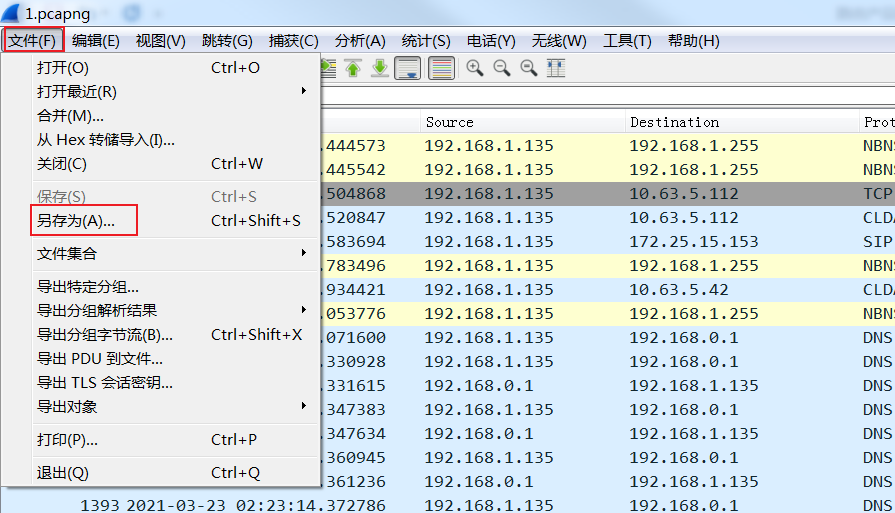 1.pcapng
文件(F) 编辑(E) 视图(V) 跳转(G) 捕获(C) 分析(A) 统计(S) 电话(Y) 无线(W) 工具(T) 帮助(H)
打开(O) Ctrl+O
打开最近(R)
合并(M)...
从 Hex 转储导入(I)...
关闭(C) Ctrl+W
保存(S) Ctrl+S
另存为(A)... Ctrl+Shift+S
文件集合
导出特定分组...
导出分组解析结果
导出分组字节流(B)... Ctrl+Shift+X
导出 PDU 到文件...
导出 TLS 会话密钥...
导出对象
打印(P)... Ctrl+P
退出(Q) Ctrl+Q
Source Destination Prot
.444573 192.168.1.135 192.168.1.255 NBNS
.445542 192.168.1.135 192.168.1.255 NBNS
.504868 192.168.1.135 10.63.5.112 TCP
.520847 192.168.1.135 10.63.5.112 CLDA
.583694 192.168.1.135 172.25.15.153 SIP
.783496 192.168.1.135 192.168.1.255 NBNS
.934421 192.168.1.135 10.63.5.42 CLDA
.053776 192.168.1.135 192.168.1.255 NBNS
.071600 192.168.1.135 192.168.0.1 DNS
.330928 192.168.1.135 192.168.0.1 DNS
.331615 192.168.0.1 192.168.1.135 DNS
.347383 192.168.1.135 192.168.0.1 DNS
.347634 192.168.0.1 192.168.1.135 DNS
.360945 192.168.1.135 192.168.0.1 DNS
.361236 192.168.0.1 192.168.1.135 DNS
1393 2021-03-23 02:23:14.372786 192.168.1.135 192.168.0.1 DNS